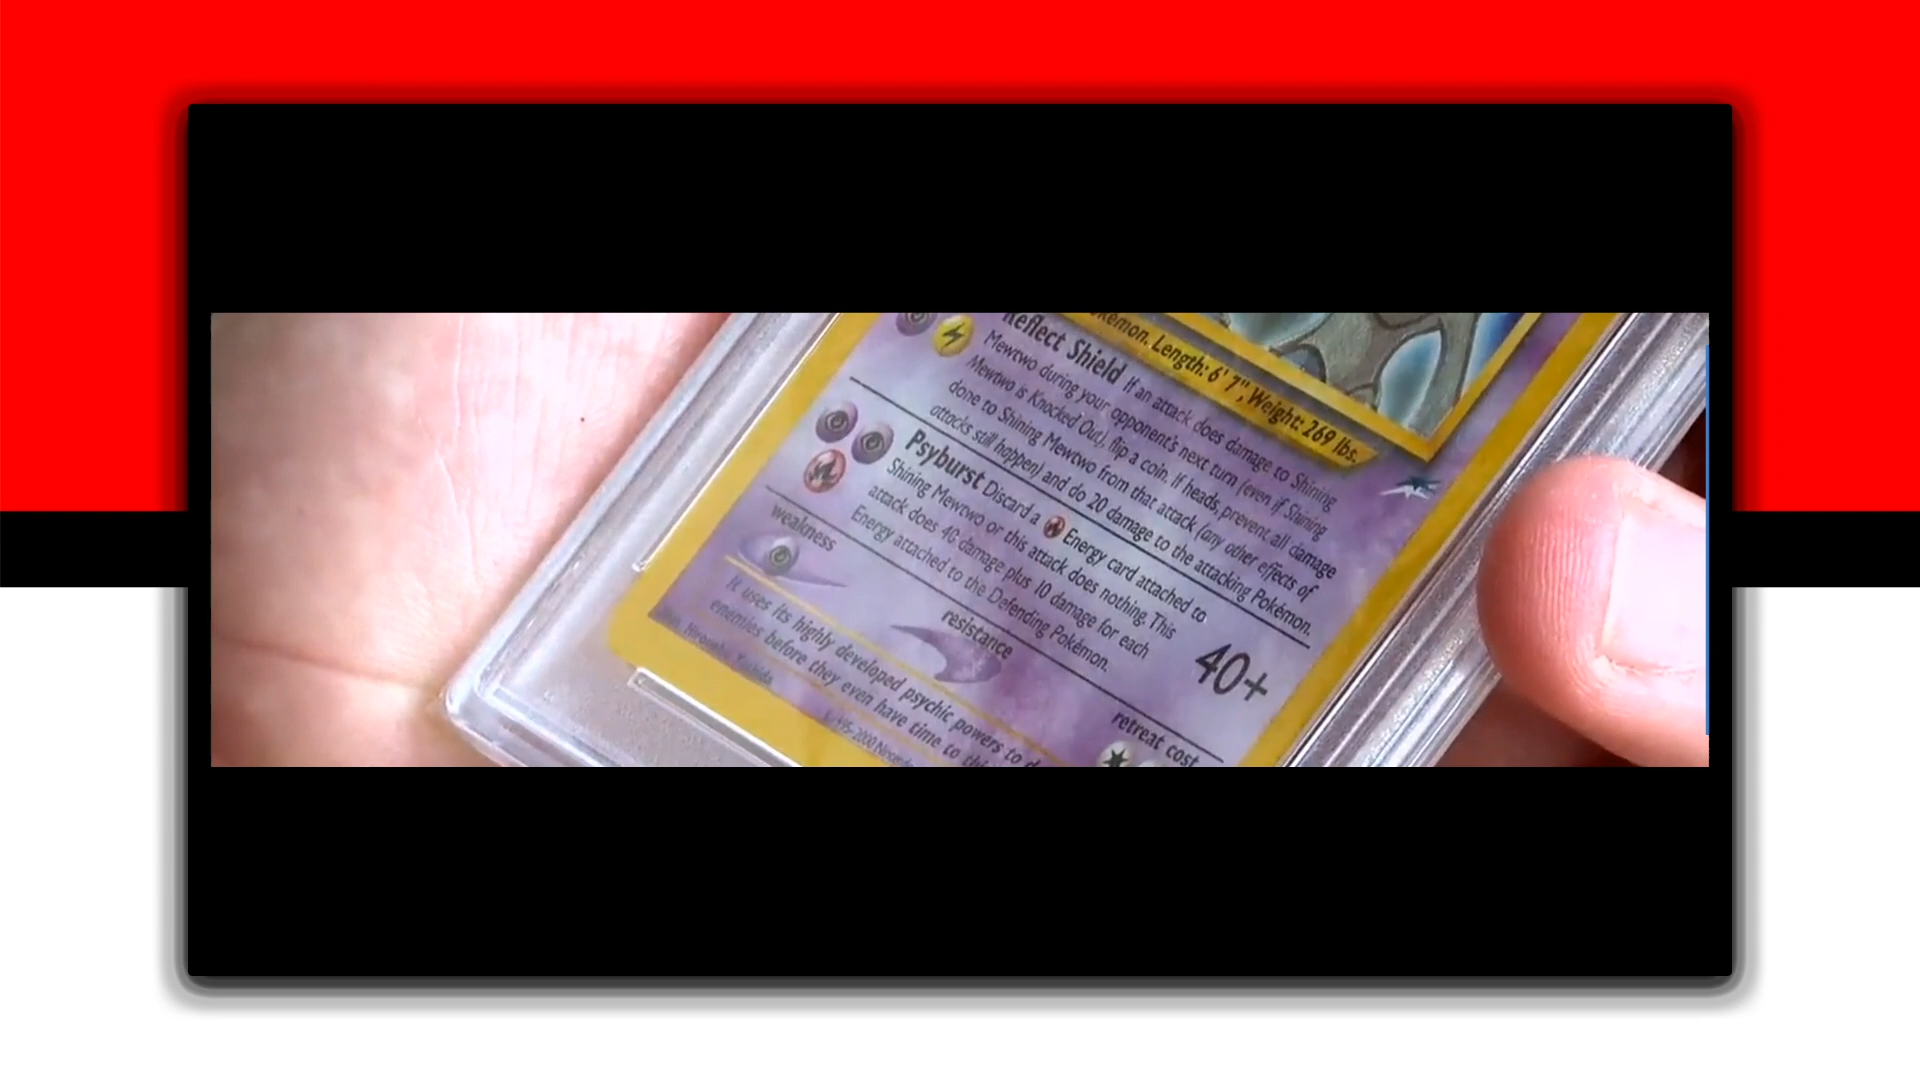 Pokémon. Length: 6' 7", Weight: 269 lbs.
Reflect Shield If an attack does damage to Shining
Mewtwo during your opponent's next turn (even if Shining
Mewtwo is Knocked Out), flip a coin. If heads, prevent all damage
done to Shining Mewtwo from that attack (any other effects of
attacks still happen) and do 20 damage to the attacking Pokémon.
Psyburst Discard a Energy card attached to
Shining Mewtwo or this attack does nothing. This
attack does 40 damage plus 10 damage for each
Energy attached to the Defending Pokémon.
40+
weakness
resistance
retreat cost
It uses its highly developed psychic powers to
enemies before they even have time to
Hironobu Yoshida